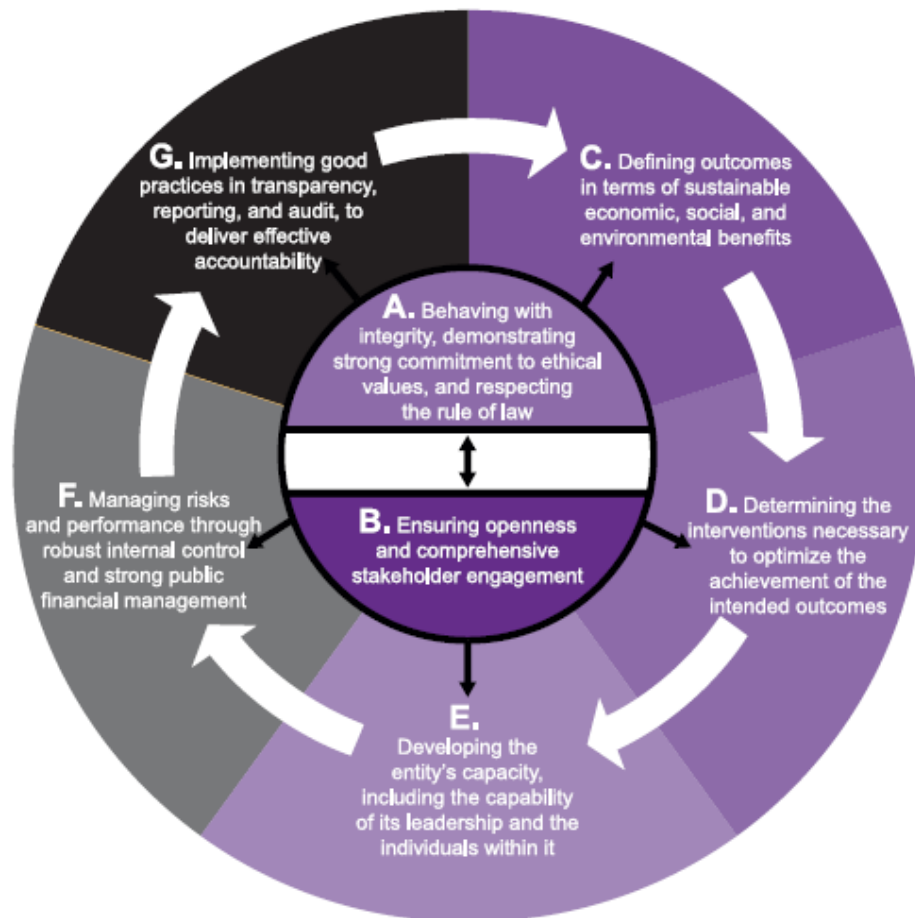 A. Behaving with
integrity, demonstrating
strong commitment to ethical
values, and respecting
the rule of law
B. Ensuring openness
and comprehensive
stakeholder engagement
C. Defining outcomes
in terms of sustainable
economic, social, and
environmental benefits
D. Determining the
interventions necessary
to optimize the
achievement of the
intended outcomes
E.
Developing the
entity's capacity,
including the capability
of its leadership and the
individuals within it
F. Managing risks
and performance through
robust internal control
and strong public
financial management
G. Implementing good
practices in transparency,
reporting, and audit, to
deliver effective
accountability